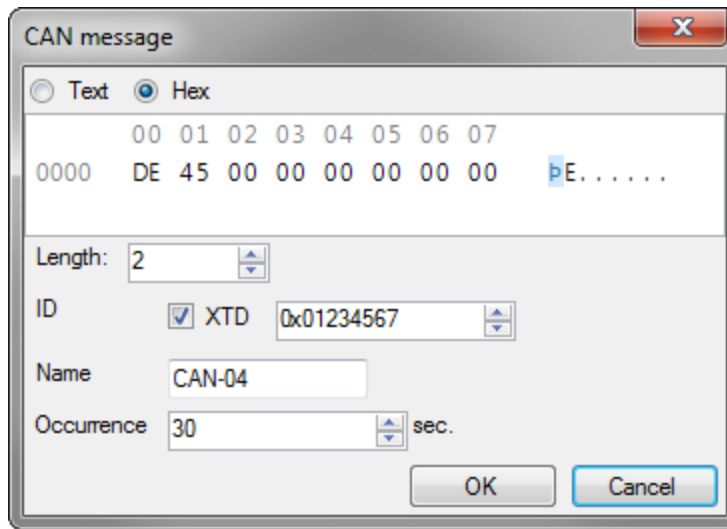 CAN message
Text Hex
00 01 02 03 04 05 06 07
0000 DE 45 00 00 00 00 00 00 ÞE......
Length: 2
ID XTD 0x01234567
Name CAN-04
Occurrence 30 sec.
OK Cancel